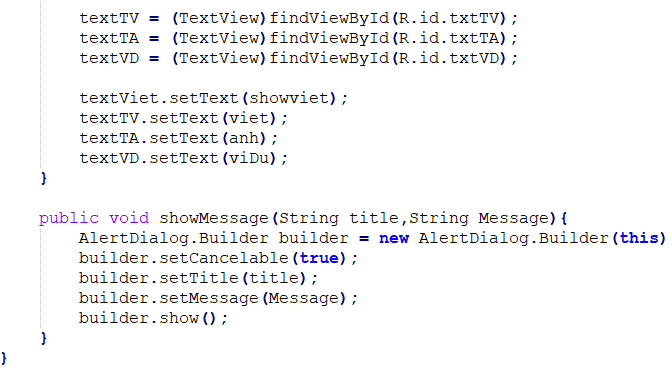 textTV = (TextView)findViewById(R.id.txtTV);
textTA = (TextView)findViewById(R.id.txtTA);
textVD = (TextView)findViewById(R.id.txtVD);
textViet.setText(showviet);
textTV.setText(viet);
textTA.setText(anh);
textVD.setText(viDu);
}
public void showMessage(String title,String Message){
AlertDialog.Builder builder = new AlertDialog.Builder(this)
builder.setCancelable(true);
builder.setTitle(title);
builder.setMessage(Message);
builder.show();
}
}